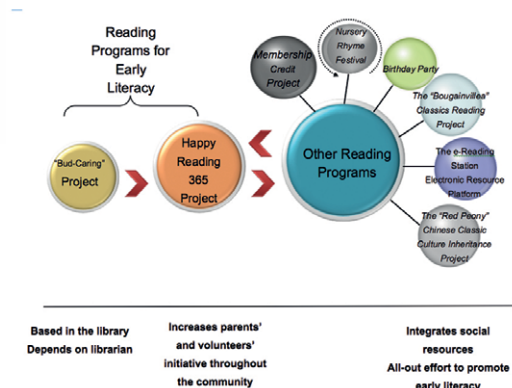 Reading
Programs for
Early
Literacy
"Bud-Caring"
Project
Happy
Reading
365
Project
Other Reading
Programs
Membership
Credit
Project
Nursery
Rhyme
Festival
Birthday Party
The "Bougainvillea"
Classics Reading
Project
The e-Reading
Station
Electronic Resource
Platform
The "Red Peony"
Chinese Classic
Culture Inheritance
Project
Based in the library
Depends on librarian
Increases parents'
and volunteers'
initiative throughout
the community
Integrates social
resources
All-out effort to promote
early literacy